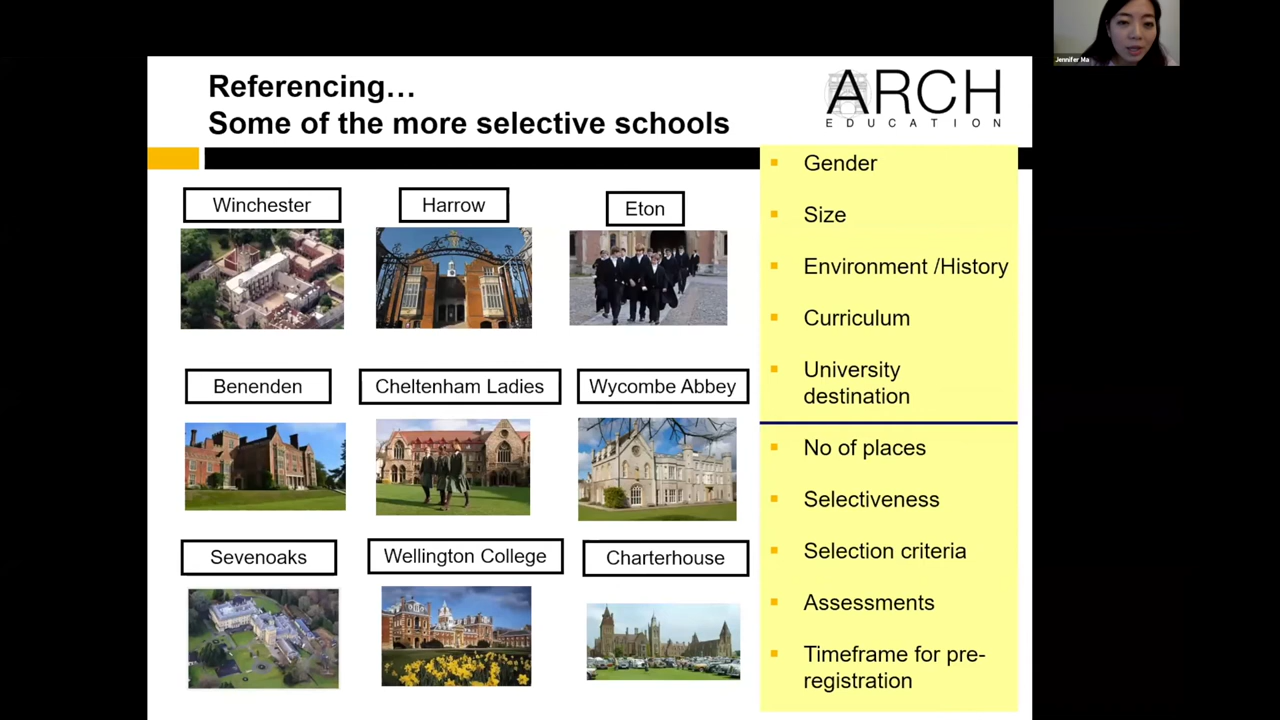 Jennifer Ma
Referencing…
Some of the more selective schools
ARCH
EDUCATION
Winchester
Harrow
Eton
Benenden
Cheltenham Ladies
Wycombe Abbey
Sevenoaks
Wellington College
Charterhouse
Gender
Size
Environment /History
Curriculum
University
destination
No of places
Selectiveness
Selection criteria
Assessments
Timeframe for pre-
registration